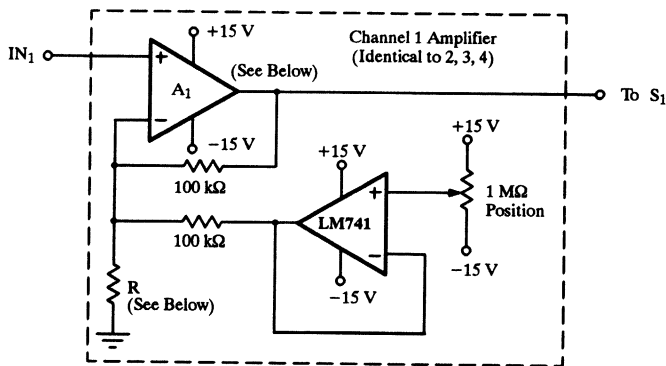 +15 V
Channel 1 Amplifier
(Identical to 2, 3, 4)
IN1
+
A1
(See Below)
To S1
−
−15 V
100 kΩ
+15 V
+15 V
+
1 MΩ
Position
LM741
100 kΩ
−
−15 V
−15 V
R
(See Below)